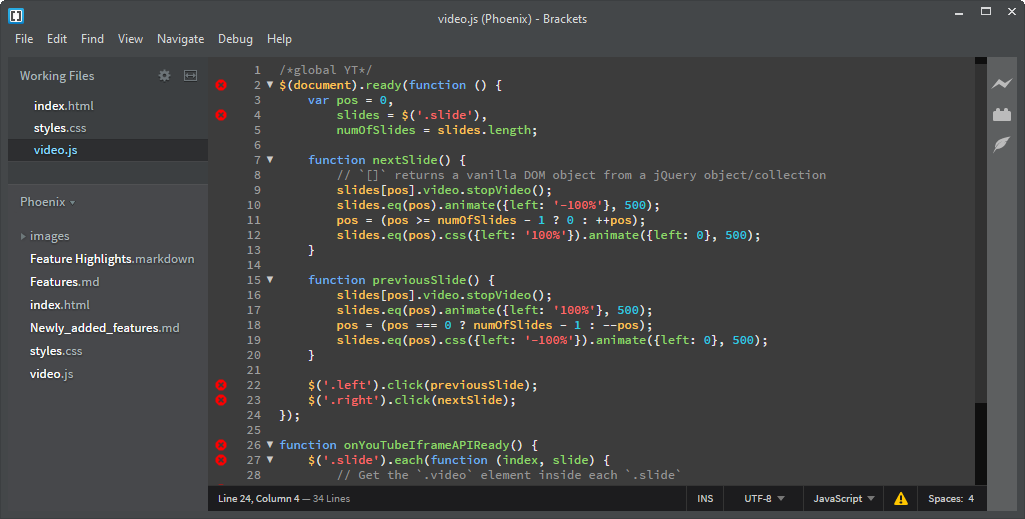 video.js (Phoenix) - Brackets
File Edit Find View Navigate Debug Help
Working Files
index.html
styles.css
video.js
Phoenix
images
Feature Highlights.markdown
Features.md
index.html
Newly_added_features.md
styles.css
video.js
1 /*global YT*/
2 $(document).ready(function () {
3     var pos = 0,
4         slides = $('.slide'),
5         numOfSlides = slides.length;
6
7     function nextSlide() {
8         // `[]` returns a vanilla DOM object from a jQuery object/collection
9         slides[pos].video.stopVideo();
10         slides.eq(pos).animate({left: '-100%'}, 500);
11         pos = (pos >= numOfSlides - 1 ? 0 : ++pos);
12         slides.eq(pos).css({left: '100%'}).animate({left: 0}, 500);
13     }
14
15     function previousSlide() {
16         slides[pos].video.stopVideo();
17         slides.eq(pos).animate({left: '100%'}, 500);
18         pos = (pos === 0 ? numOfSlides - 1 : --pos);
19         slides.eq(pos).css({left: '-100%'}).animate({left: 0}, 500);
20     }
21
22     $('.left').click(previousSlide);
23     $('.right').click(nextSlide);
24 });
25
26 function onYouTubeIframeAPIReady() {
27     $('.slide').each(function (index, slide) {
28         // Get the `.video` element inside each `.slide`
Line 24, Column 4 — 34 Lines INS UTF-8 JavaScript Spaces: 4